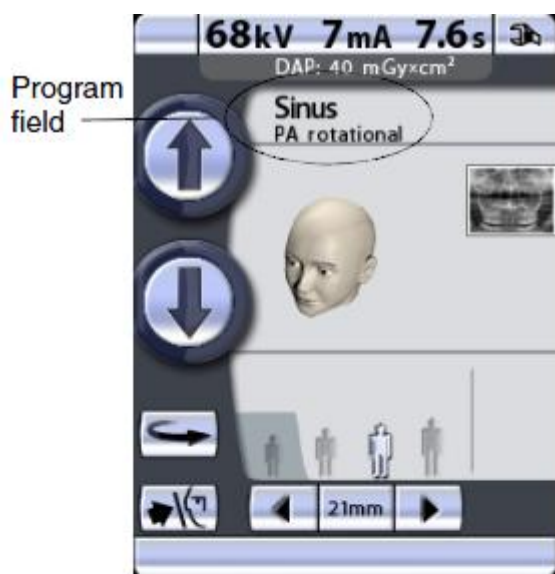 68kV 7mA 7.6s
DAP: 40 mGy×cm²
Program
field
Sinus
PA rotational
21mm